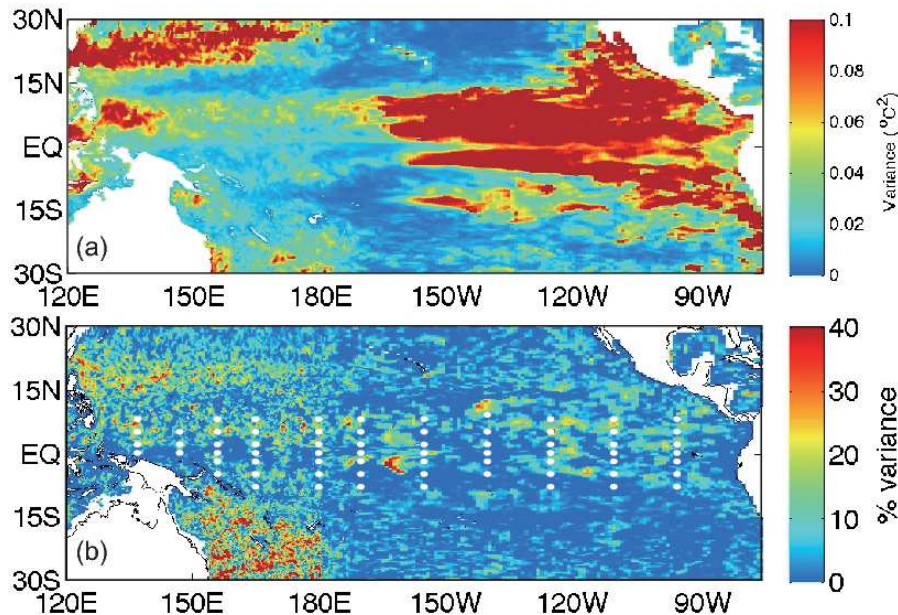 30N
15N
EQ
15S
30S
(a)
120E 150E 180E 150W 120W 90W
0.1
0.08
0.06
0.04
0.02
0
Variance (°C²)
30N
15N
EQ
15S
30S
(b)
120E 150E 180E 150W 120W 90W
40
30
20
10
0
% variance